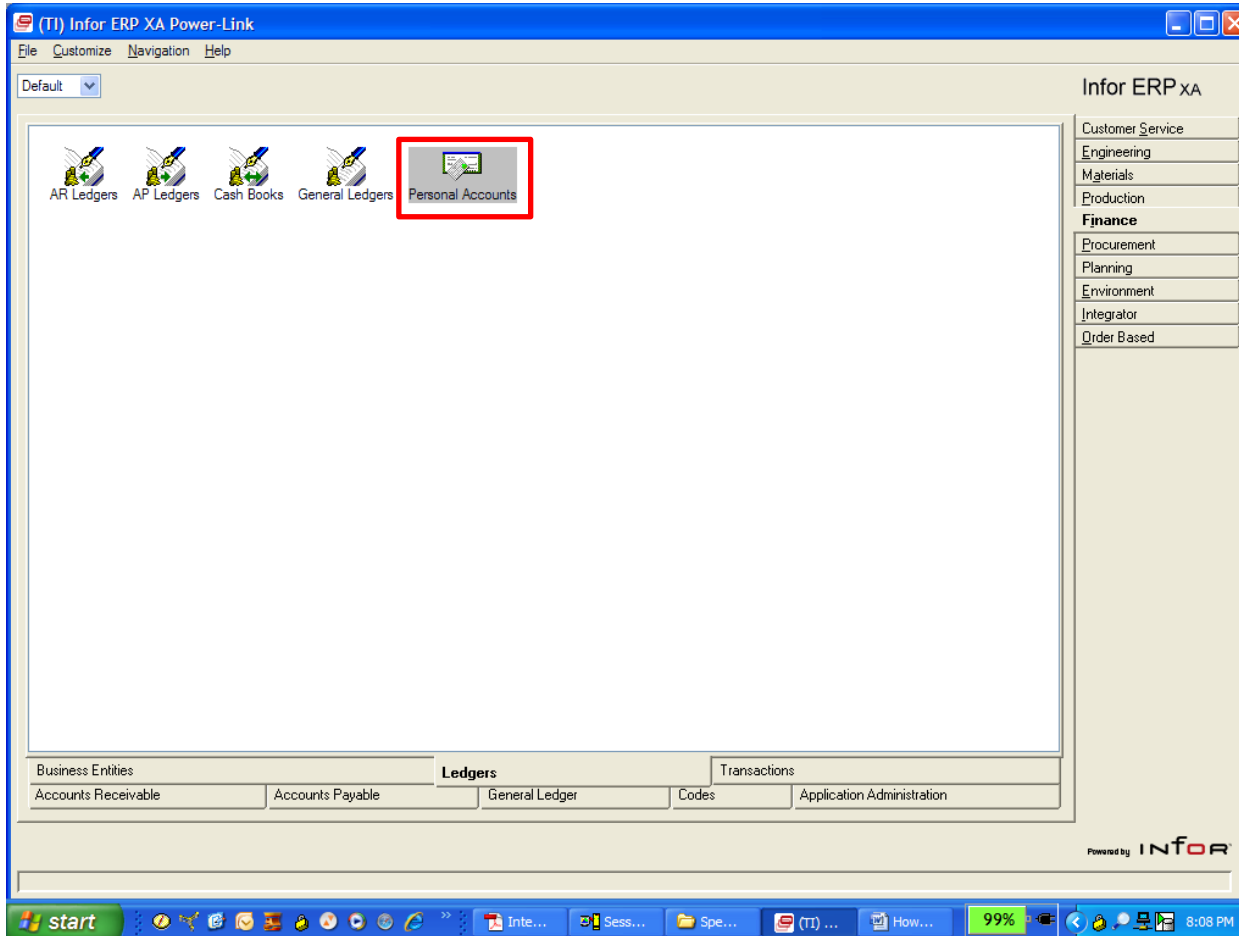 (TI) Infor ERP XA Power-Link
File Customize Navigation Help
Default
Infor ERP XA
AR Ledgers AP Ledgers Cash Books General Ledgers Personal Accounts
Customer Service
Engineering
Materials
Production
Finance
Procurement
Planning
Environment
Integrator
Order Based
Business Entities Ledgers Transactions
Accounts Receivable Accounts Payable General Ledger Codes Application Administration
Powered by INFOR
start Inte... Sess... Spe... (TI) ... How... 99% 8:08 PM